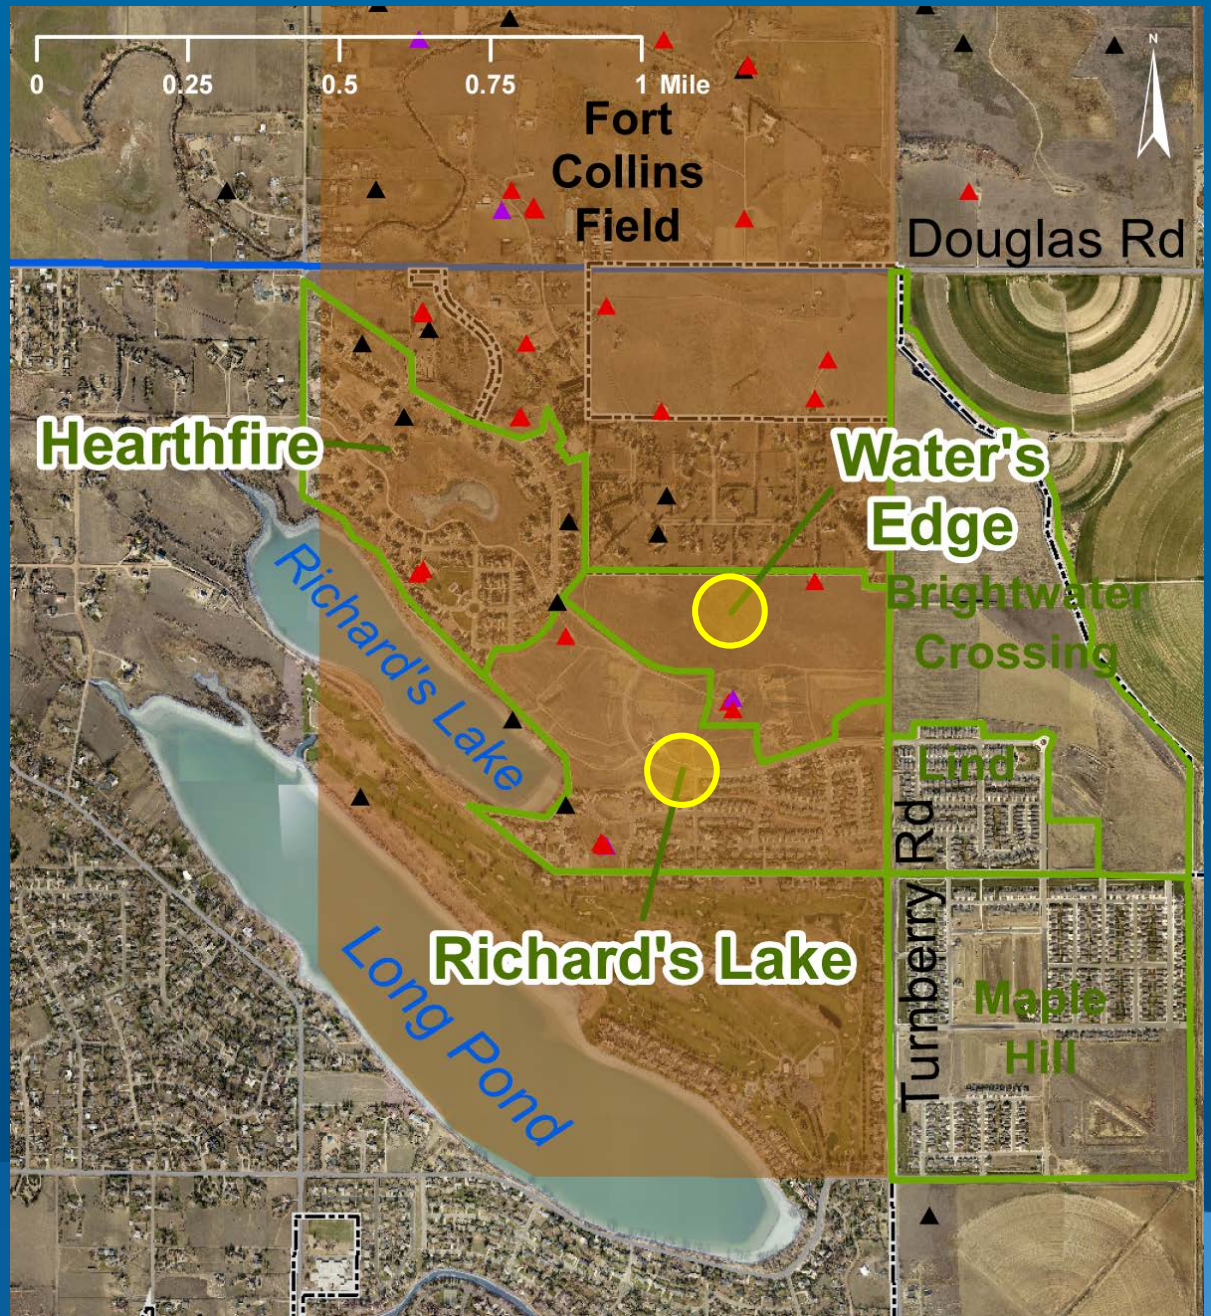 0 0.25 0.5 0.75 1 Mile
N
Fort
Collins
Field
Douglas Rd
Hearthfire
Water's
Edge
Brightwater
Crossing
Richard's Lake
Lind
Turnberry Rd
Richard's Lake
Long Pond
Maple
Hill